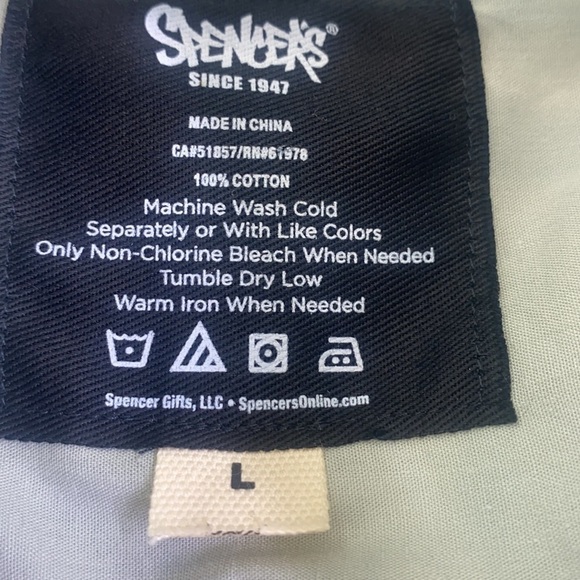 SPENCER'S®
SINCE 1947
MADE IN CHINA
CA#51857/RN#61978
100% COTTON
Machine Wash Cold
Separately or With Like Colors
Only Non-Chlorine Bleach When Needed
Tumble Dry Low
Warm Iron When Needed
Spencer Gifts, LLC • SpencersOnline.com
L